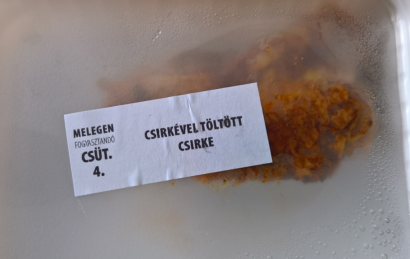 MELEGEN
FOGYASZTANDÓ
CSÜT.
4.
CSIRKÉVEL TÖLTÖTT
CSIRKE